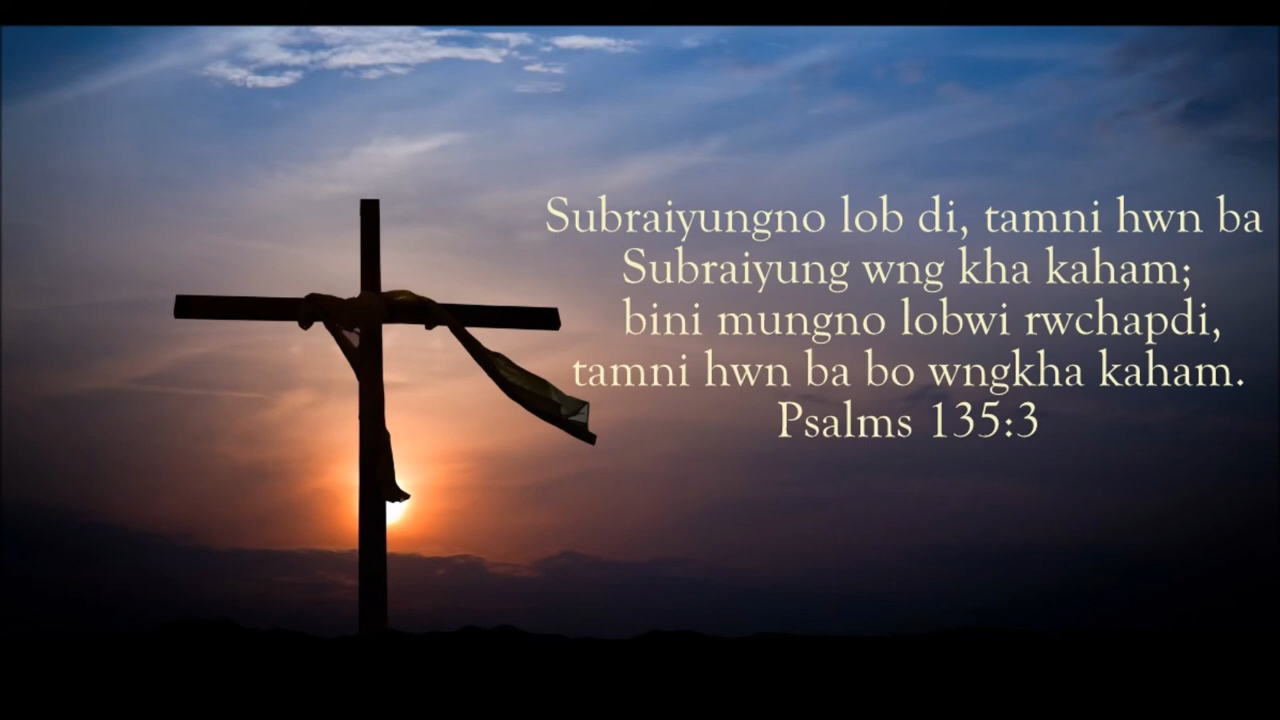 Subraiyungno lob di, tamni hwn ba
Subraiyung wng kha kaham;
bini mungno lobwi rwchapdi,
tamni hwn ba bo wngkha kaham.
Psalms 135:3